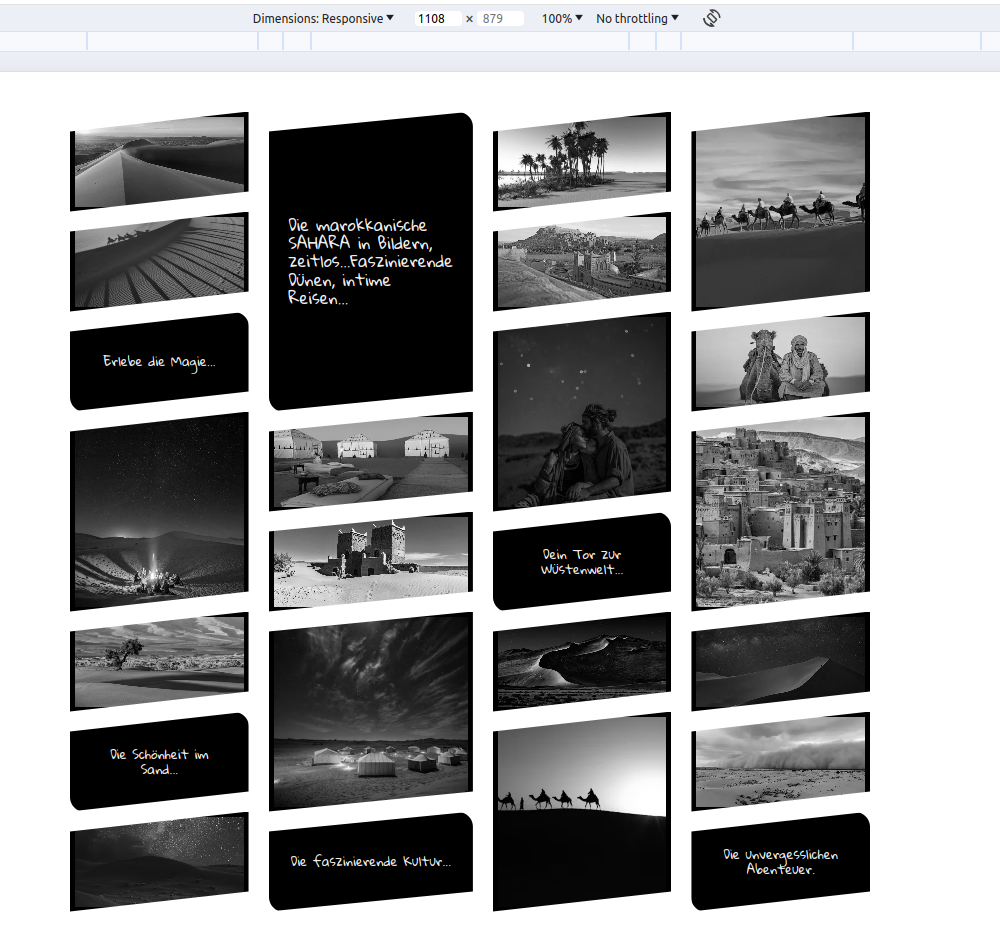 Dimensions: Responsive 1108 × 879 100% No throttling
Die marokkanische
SAHARA in Bildern,
zeitlos...Faszinierende
Dünen, intime
Reisen...
Erlebe die Magie...
Dein Tor zur
Wüstenwelt...
Die Schönheit im
Sand...
Die faszinierende Kultur...
Die unvergesslichen
Abenteuer.